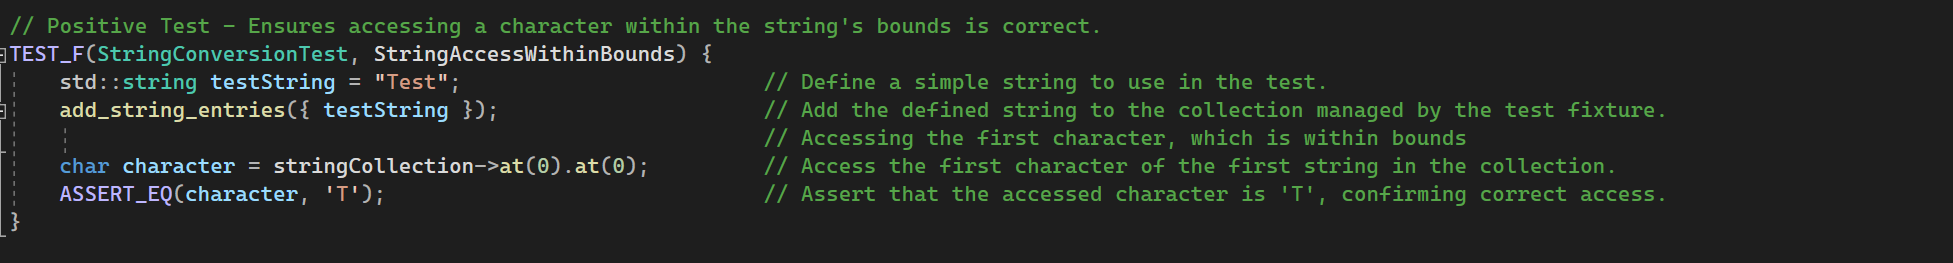 // Positive Test - Ensures accessing a character within the string's bounds is correct.
TEST_F(StringConversionTest, StringAccessWithinBounds) {
    std::string testString = "Test";                        // Define a simple string to use in the test.
    add_string_entries({ testString });                     // Add the defined string to the collection managed by the test fixture.
                                                            // Accessing the first character, which is within bounds
    char character = stringCollection->at(0).at(0);         // Access the first character of the first string in the collection.
    ASSERT_EQ(character, 'T');                              // Assert that the accessed character is 'T', confirming correct access.
}